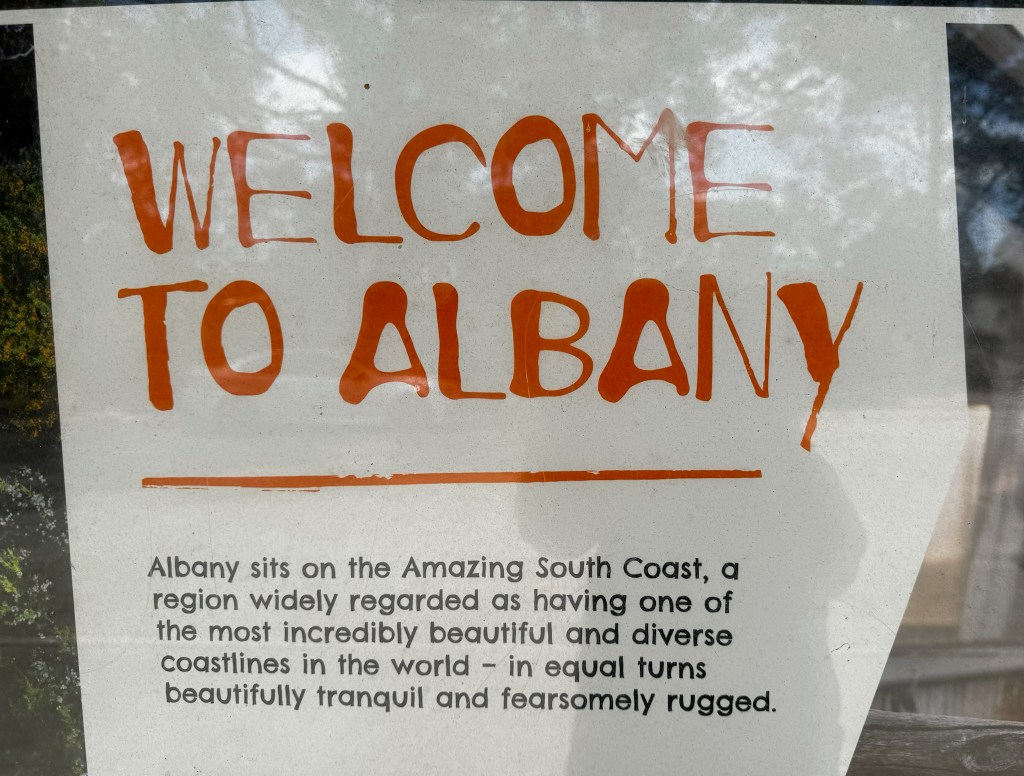 WELCOME
TO ALBANY
Albany sits on the Amazing South Coast, a
region widely regarded as having one of
the most incredibly beautiful and diverse
coastlines in the world – in equal turns
beautifully tranquil and fearsomely rugged.